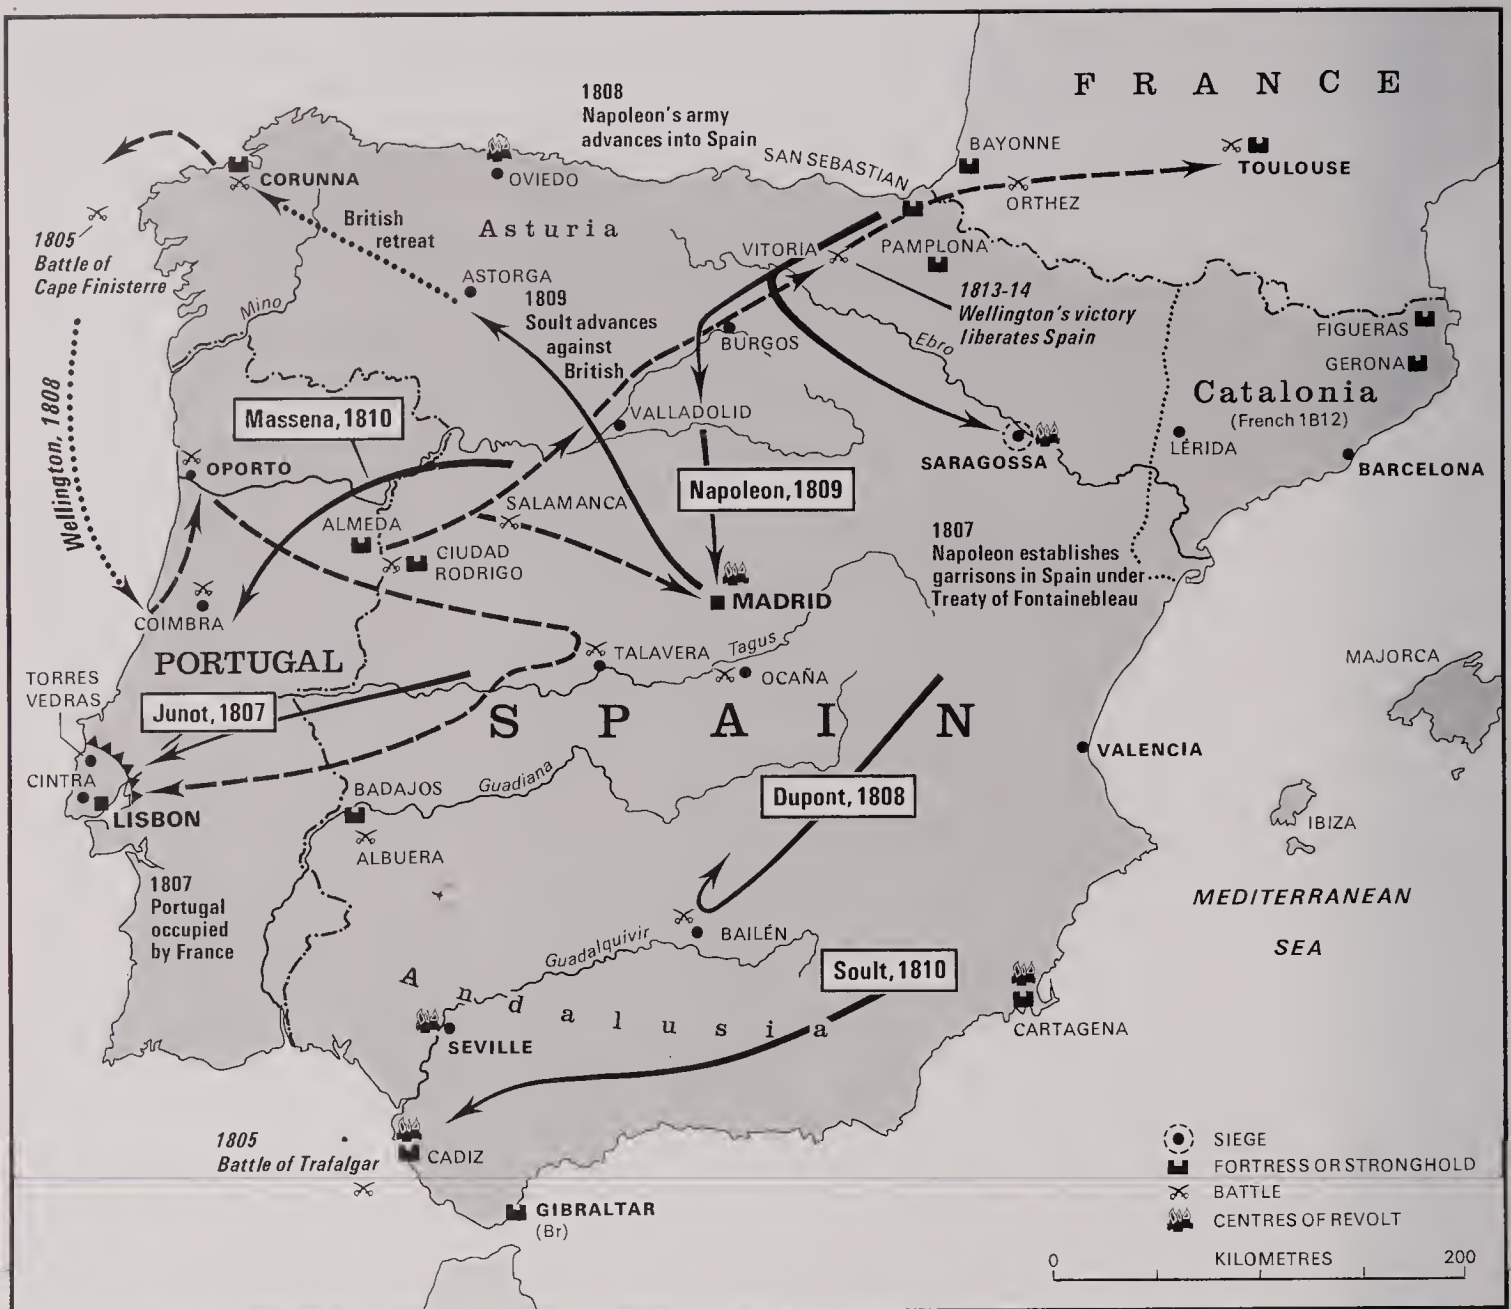 FRANCE
1808
Napoleon's army
advances into Spain
SAN SEBASTIAN
BAYONNE
TOULOUSE
ORTHEZ
CORUNNA
OVIEDO
Asturia
British
retreat
1805
Battle of
Cape Finisterre
VITORIA
PAMPLONA
ASTORGA
1809
Soult advances
against
British
1813-14
Wellington's victory
liberates Spain
Mino
BURGOS
Ebro
FIGUERAS
GERONA
Catalonia
(French 1812)
Wellington, 1808
Massena, 1810
VALLADOLID
LÉRIDA
OPORTO
SARAGOSSA
BARCELONA
Napoleon, 1809
SALAMANCA
ALMEDA
CIUDAD
RODRIGO
1807
Napoleon establishes
garrisons in Spain under
Treaty of Fontainebleau
MADRID
COIMBRA
PORTUGAL
TALAVERA
Tagus
OCAÑA
MAJORCA
TORRES
VEDRAS
Junot, 1807
SPAIN
VALENCIA
CINTRA
LISBON
BADAJOS
Guadiana
Dupont, 1808
IBIZA
ALBUERA
1807
Portugal
occupied
by France
MEDITERRANEAN
SEA
BAILÉN
Guadalquivir
Soult, 1810
Andalusia
SEVILLE
CARTAGENA
1805
Battle of Trafalgar
CADIZ
GIBRALTAR
(Br)
SIEGE
FORTRESS OR STRONGHOLD
BATTLE
CENTRES OF REVOLT
0 KILOMETRES 200